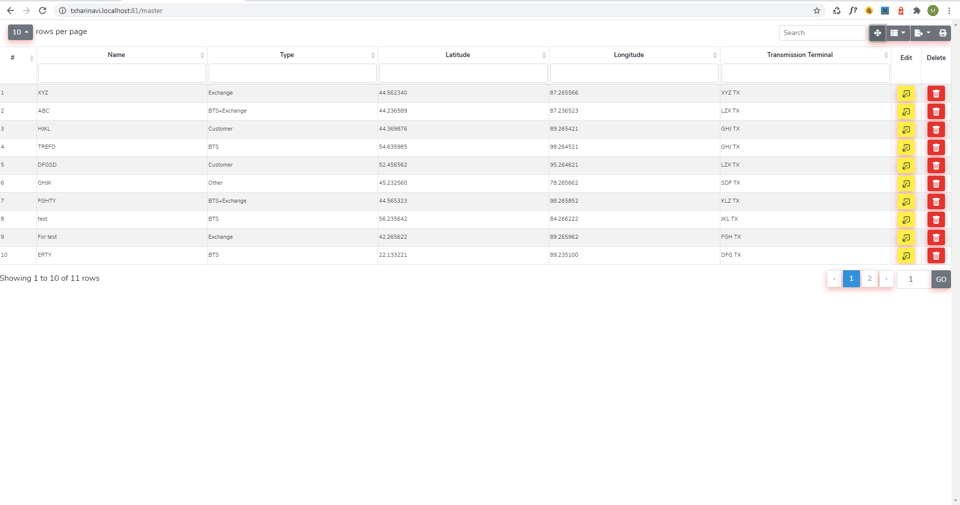 txharinavi.localhost:81/master
10 rows per page
Search
# Name Type Latitude Longitude Transmission Terminal Edit Delete
1 XYZ Exchange 44.562340 87.265566 XYZ TX
2 ABC BTS+Exchange 44.236589 87.236523 LZX TX
3 HJKL Customer 44.369876 89.265421 GHJ TX
4 TREFD BTS 54.635985 98.264521 GHJ TX
5 DFGSD Customer 52.456562 95.264621 LZX TX
6 GHJK Other 45.232560 78.265662 SDF TX
7 FGHTY BTS+Exchange 44.565323 98.265852 KLZ TX
8 test BTS 56.235642 84.266222 JKL TX
9 For test Exchange 42.265622 89.265962 FGH TX
10 ERTY BTS 22.133221 89.235100 DFG TX
Showing 1 to 10 of 11 rows
‹ 1 2 › 1 GO